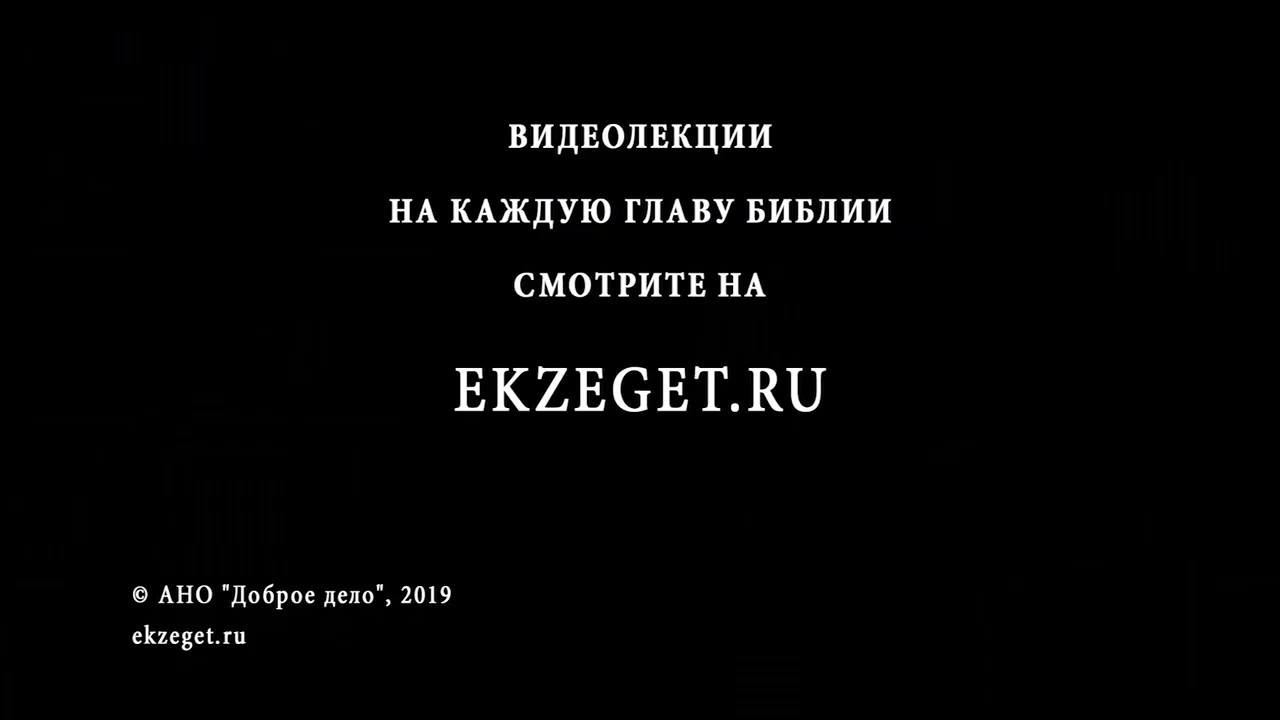 ВИДЕОЛЕКЦИИ
НА КАЖДУЮ ГЛАВУ БИБЛИИ
СМОТРИТЕ НА
EKZEGET.RU
© АНО "Доброе дело", 2019
ekzeget.ru